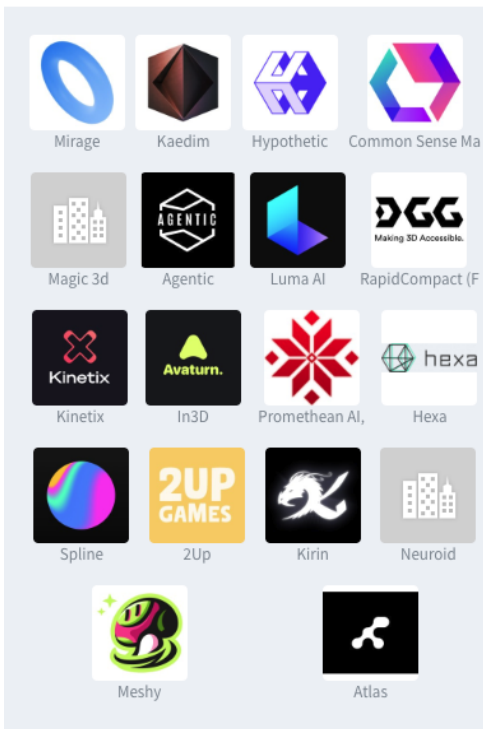 Mirage
Kaedim
Hypothetic
Common Sense Ma
AGENTIC
DGG
Making 3D Accessible.
Magic 3d
Agentic
Luma AI
RapidCompact (F
Kinetix
Avaturn.
hexa
Kinetix
In3D
Promethean AI,
Hexa
2UP
GAMES
Spline
2Up
Kirin
Neuroid
Meshy
Atlas